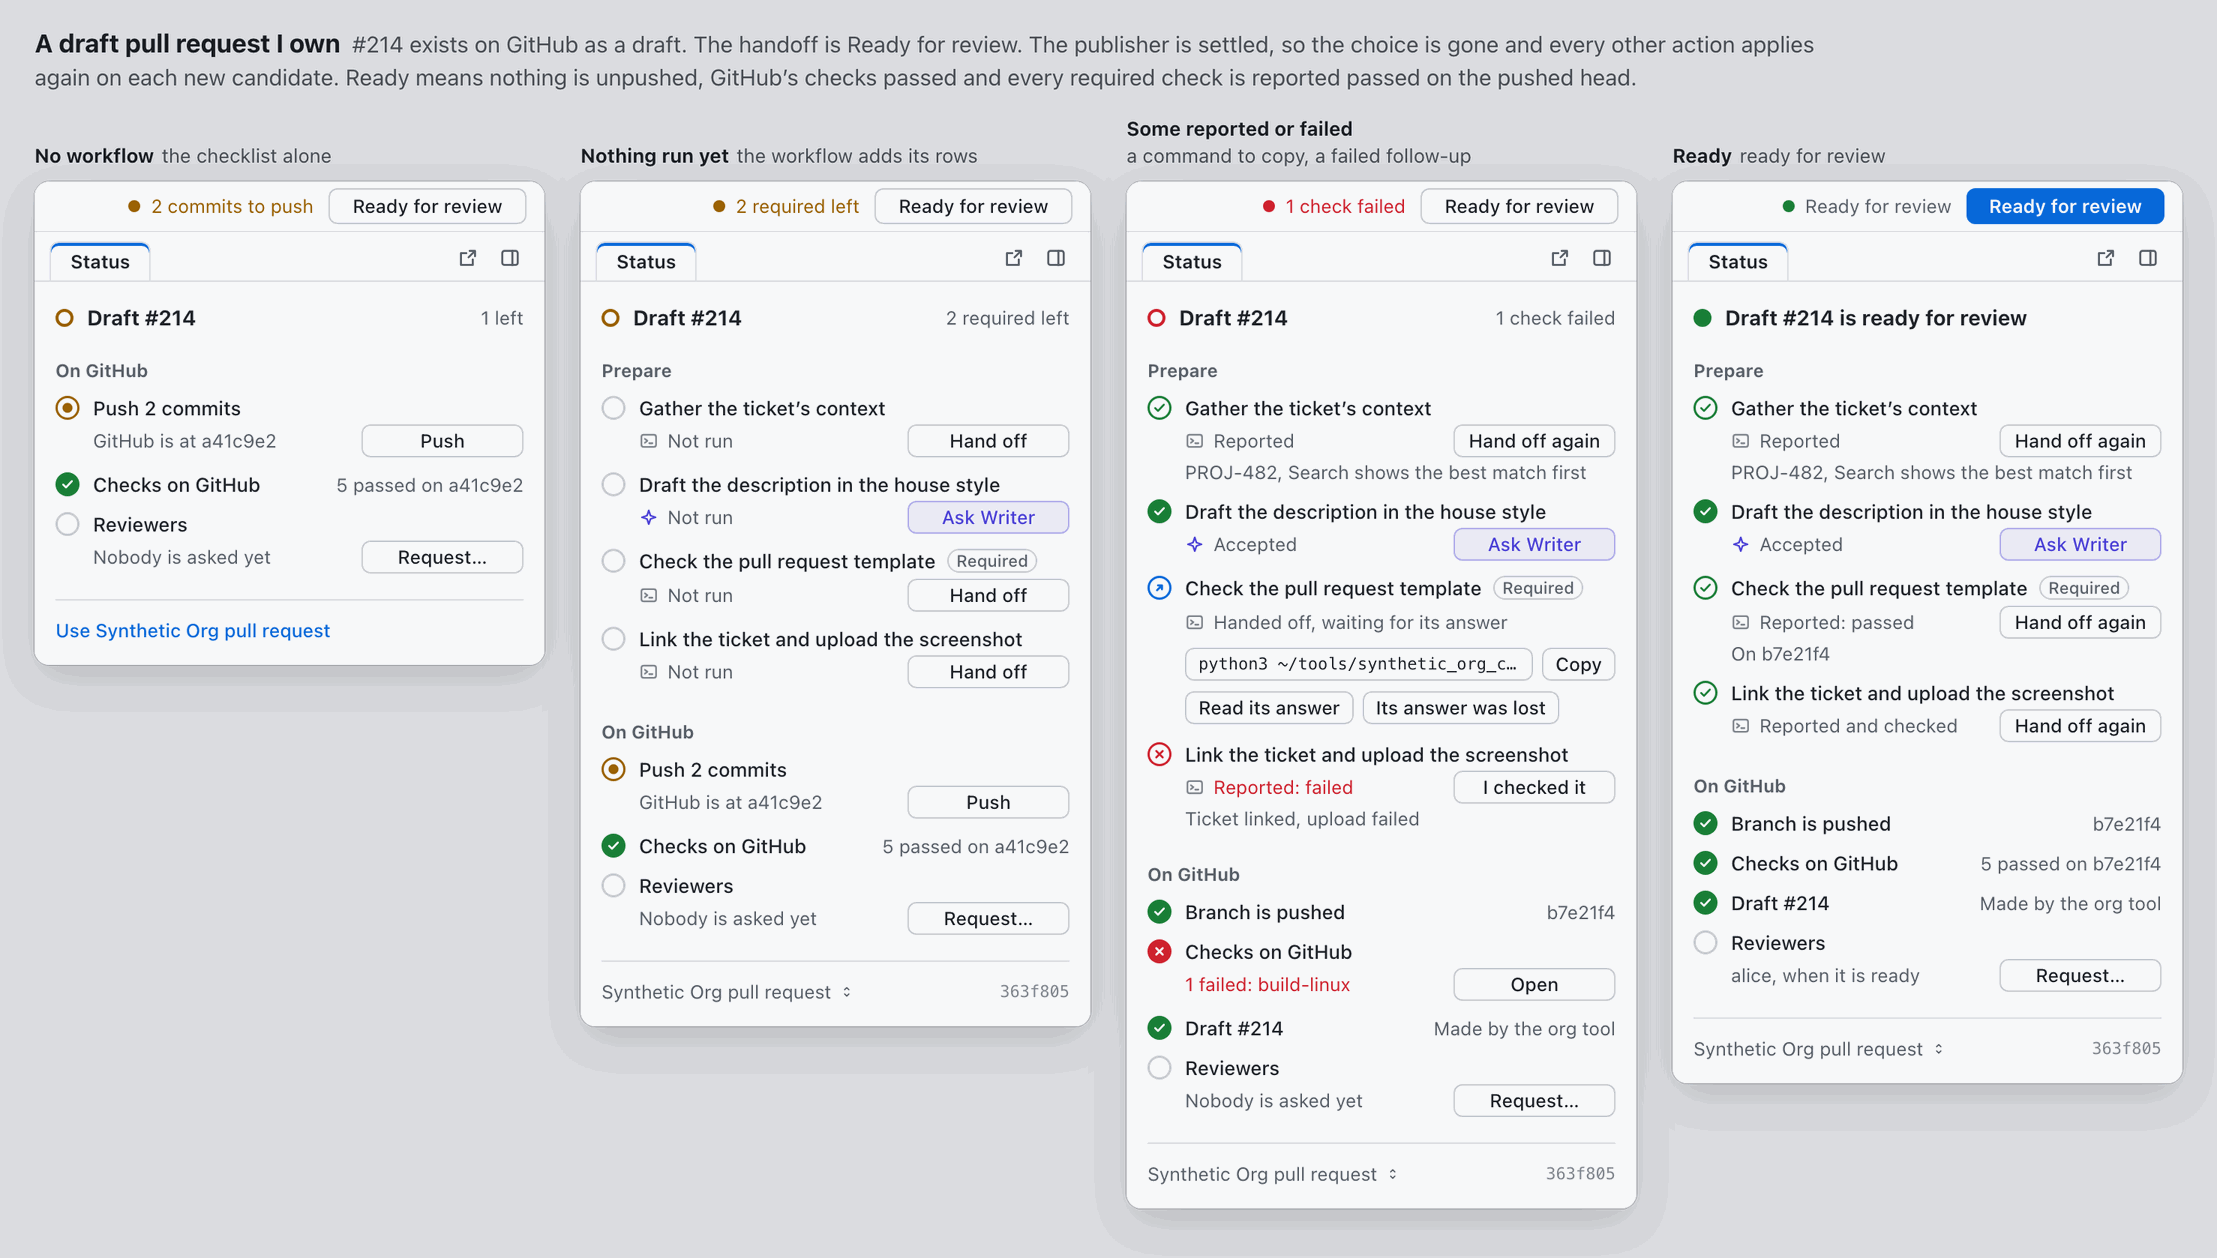 A draft pull request I own #214 exists on GitHub as a draft. The handoff is Ready for review. The publisher is settled, so the choice is gone and every other action applies
again on each new candidate. Ready means nothing is unpushed, GitHub’s checks passed and every required check is reported passed on the pushed head.
No workflow the checklist alone
2 commits to push Ready for review
Status
Draft #214 1 left
On GitHub
Push 2 commits
GitHub is at a41c9e2 Push
Checks on GitHub 5 passed on a41c9e2
Reviewers
Nobody is asked yet Request...
Use Synthetic Org pull request
Nothing run yet the workflow adds its rows
2 required left Ready for review
Status
Draft #214 2 required left
Prepare
Gather the ticket’s context
Not run Hand off
Draft the description in the house style
Not run Ask Writer
Check the pull request template Required
Not run Hand off
Link the ticket and upload the screenshot
Not run Hand off
On GitHub
Push 2 commits
GitHub is at a41c9e2 Push
Checks on GitHub 5 passed on a41c9e2
Reviewers
Nobody is asked yet Request...
Synthetic Org pull request 363f805
Some reported or failed
a command to copy, a failed follow-up
1 check failed Ready for review
Status
Draft #214 1 check failed
Prepare
Gather the ticket’s context
Reported Hand off again
PROJ-482, Search shows the best match first
Draft the description in the house style
Accepted Ask Writer
Check the pull request template Required
Handed off, waiting for its answer
python3 ~/tools/synthetic_org_c… Copy
Read its answer Its answer was lost
Link the ticket and upload the screenshot
Reported: failed I checked it
Ticket linked, upload failed
On GitHub
Branch is pushed b7e21f4
Checks on GitHub
1 failed: build-linux Open
Draft #214 Made by the org tool
Reviewers
Nobody is asked yet Request...
Synthetic Org pull request 363f805
Ready ready for review
Ready for review Ready for review
Status
Draft #214 is ready for review
Prepare
Gather the ticket’s context
Reported Hand off again
PROJ-482, Search shows the best match first
Draft the description in the house style
Accepted Ask Writer
Check the pull request template Required
Reported: passed Hand off again
On b7e21f4
Link the ticket and upload the screenshot
Reported and checked Hand off again
On GitHub
Branch is pushed b7e21f4
Checks on GitHub 5 passed on b7e21f4
Draft #214 Made by the org tool
Reviewers
alice, when it is ready Request...
Synthetic Org pull request 363f805